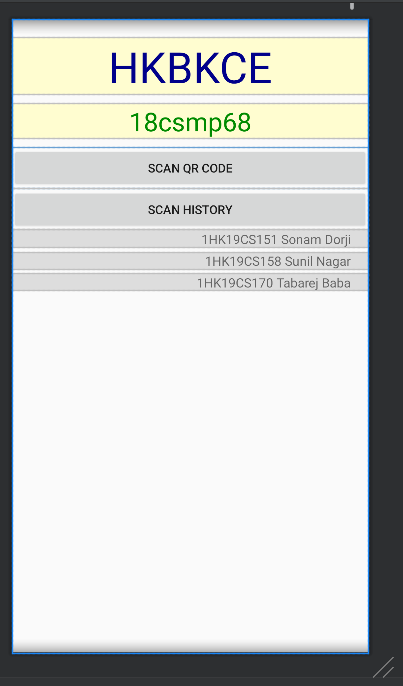 HKBKCE
18csmp68
SCAN QR CODE
SCAN HISTORY
1HK19CS151 Sonam Dorji
1HK19CS158 Sunil Nagar
1HK19CS170 Tabarej Baba